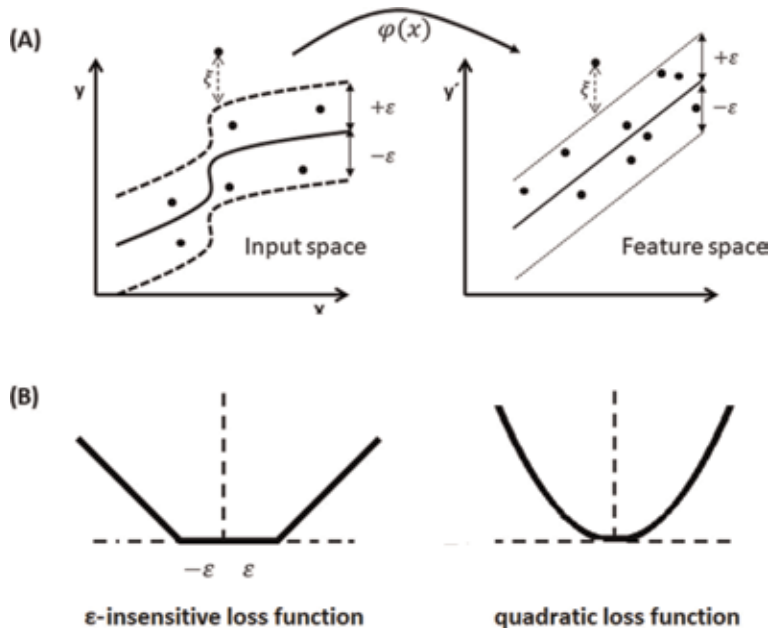 (A)
φ(x)
y
ξ
+ε
−ε
Input space
x
y´
ξ
+ε
−ε
Feature space
(B)
−ε ε
ε-insensitive loss function
quadratic loss function